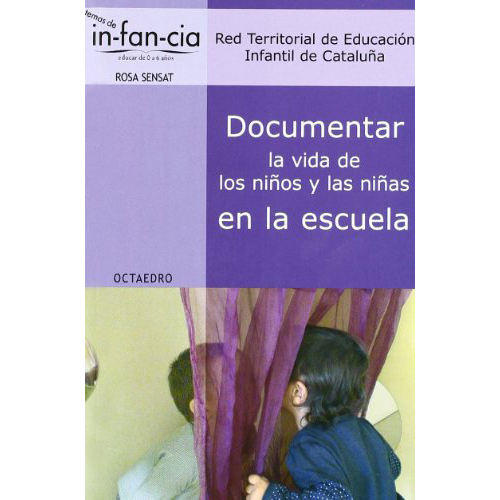 temas de
in-fan-cia
educar de 0 a 6 años
ROSA SENSAT
Red Territorial de Educación
Infantil de Cataluña
Documentar
la vida de
los niños y las niñas
en la escuela
OCTAEDRO